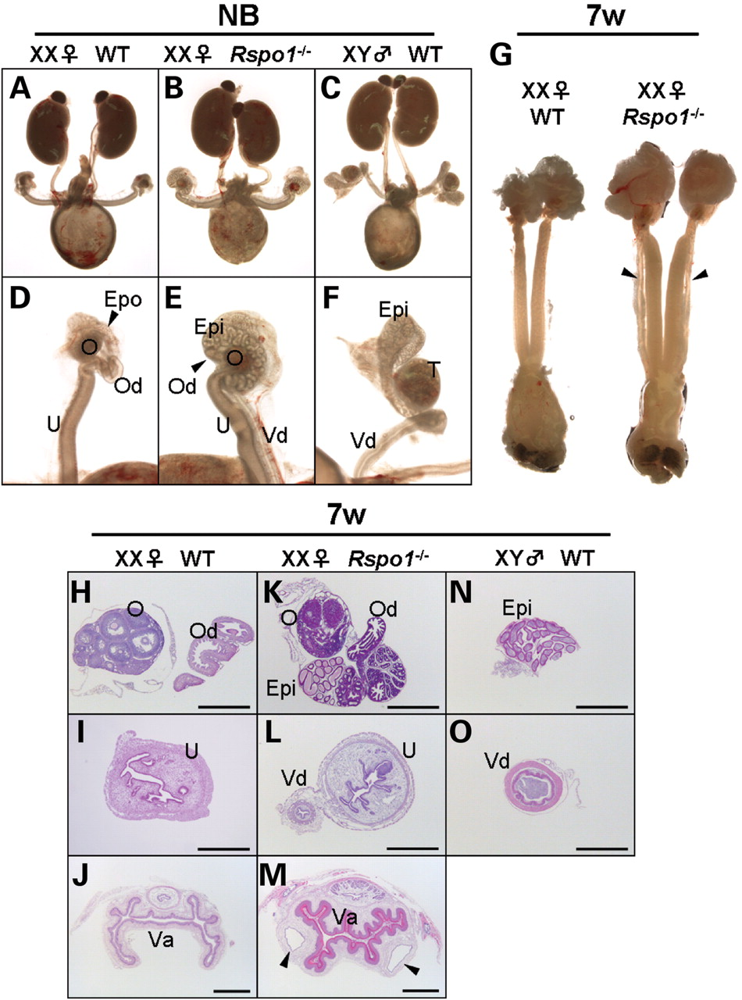 NB
7w
XX♀ WT
XX♀ Rspo1-/-
XY♂ WT
G
XX♀
WT
XX♀
Rspo1-/-
A
B
C
D
Epo
O
Od
U
E
Epi
O
Od
U
Vd
F
Epi
T
Vd
7w
XX♀ WT
XX♀ Rspo1-/-
XY♂ WT
H
O
Od
K
O
Od
Epi
N
Epi
I
U
L
U
Vd
O
Vd
J
Va
M
Va